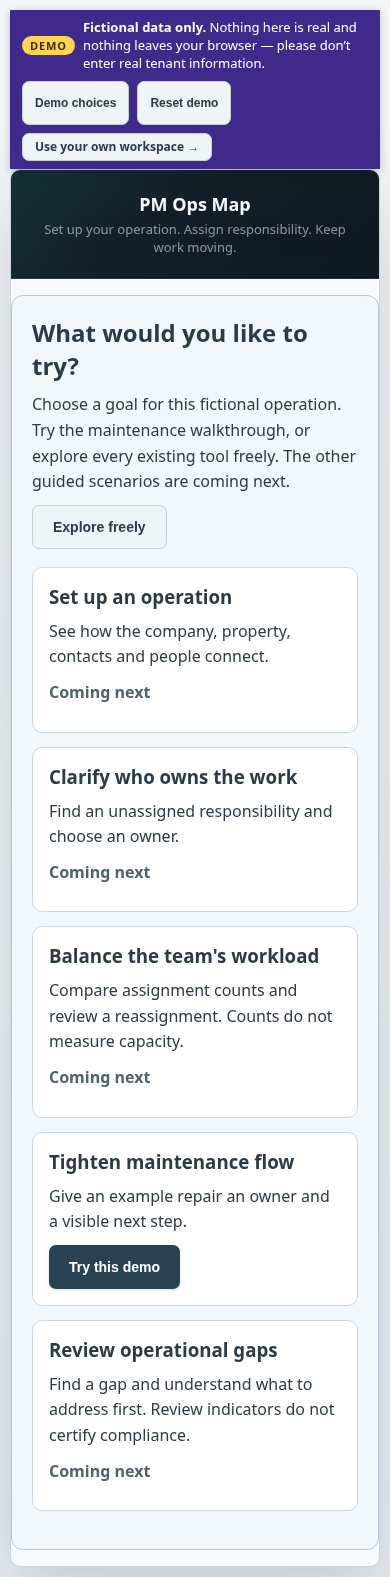 DEMO
Fictional data only. Nothing here is real and
nothing leaves your browser — please don't
enter real tenant information.
Demo choices
Reset demo
Use your own workspace →
PM Ops Map
Set up your operation. Assign responsibility. Keep
work moving.
What would you like to
try?
Choose a goal for this fictional operation.
Try the maintenance walkthrough, or
explore every existing tool freely. The other
guided scenarios are coming next.
Explore freely
Set up an operation
See how the company, property,
contacts and people connect.
Coming next
Clarify who owns the work
Find an unassigned responsibility and
choose an owner.
Coming next
Balance the team's workload
Compare assignment counts and
review a reassignment. Counts do not
measure capacity.
Coming next
Tighten maintenance flow
Give an example repair an owner and
a visible next step.
Try this demo
Review operational gaps
Find a gap and understand what to
address first. Review indicators do not
certify compliance.
Coming next